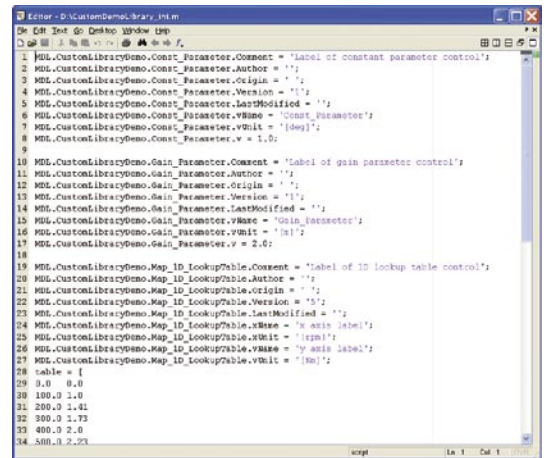 Editor - D:\CustomDemoLibrary_ini.m
File Edit Text Go Desktop Window Help
1 MDL.CustomLibraryDemo.Const_Parameter.Comment = 'Label of constant parameter control';
2 MDL.CustomLibraryDemo.Const_Parameter.Author = '';
3 MDL.CustomLibraryDemo.Const_Parameter.Origin = ' ';
4 MDL.CustomLibraryDemo.Const_Parameter.Version = '1';
5 MDL.CustomLibraryDemo.Const_Parameter.LastModified = '';
6 MDL.CustomLibraryDemo.Const_Parameter.vName = 'Const_Parameter';
7 MDL.CustomLibraryDemo.Const_Parameter.vUnit = '[deg]';
8 MDL.CustomLibraryDemo.Const_Parameter.v = 1.0;
9
10 MDL.CustomLibraryDemo.Gain_Parameter.Comment = 'Label of gain parameter control';
11 MDL.CustomLibraryDemo.Gain_Parameter.Author = '';
12 MDL.CustomLibraryDemo.Gain_Parameter.Origin = ' ';
13 MDL.CustomLibraryDemo.Gain_Parameter.Version = '1';
14 MDL.CustomLibraryDemo.Gain_Parameter.LastModified = '';
15 MDL.CustomLibraryDemo.Gain_Parameter.vName = 'Gain_Parameter';
16 MDL.CustomLibraryDemo.Gain_Parameter.vUnit = '[m]';
17 MDL.CustomLibraryDemo.Gain_Parameter.v = 2.0;
18
19 MDL.CustomLibraryDemo.Map_1D_LookupTable.Comment = 'Label of 1D lookup table control';
20 MDL.CustomLibraryDemo.Map_1D_LookupTable.Author = '';
21 MDL.CustomLibraryDemo.Map_1D_LookupTable.Origin = ' ';
22 MDL.CustomLibraryDemo.Map_1D_LookupTable.Version = '5';
23 MDL.CustomLibraryDemo.Map_1D_LookupTable.LastModified = '';
24 MDL.CustomLibraryDemo.Map_1D_LookupTable.xName = 'x axis label';
25 MDL.CustomLibraryDemo.Map_1D_LookupTable.xUnit = '[rpm]';
26 MDL.CustomLibraryDemo.Map_1D_LookupTable.vName = 'y axis label';
27 MDL.CustomLibraryDemo.Map_1D_LookupTable.vUnit = '[Nm]';
28 table = [
29 0.0 0.0
30 100.0 1.0
31 200.0 1.41
32 300.0 1.73
33 400.0 2.0
34 500.0 2.23
script Ln 1 Col 1 OVR